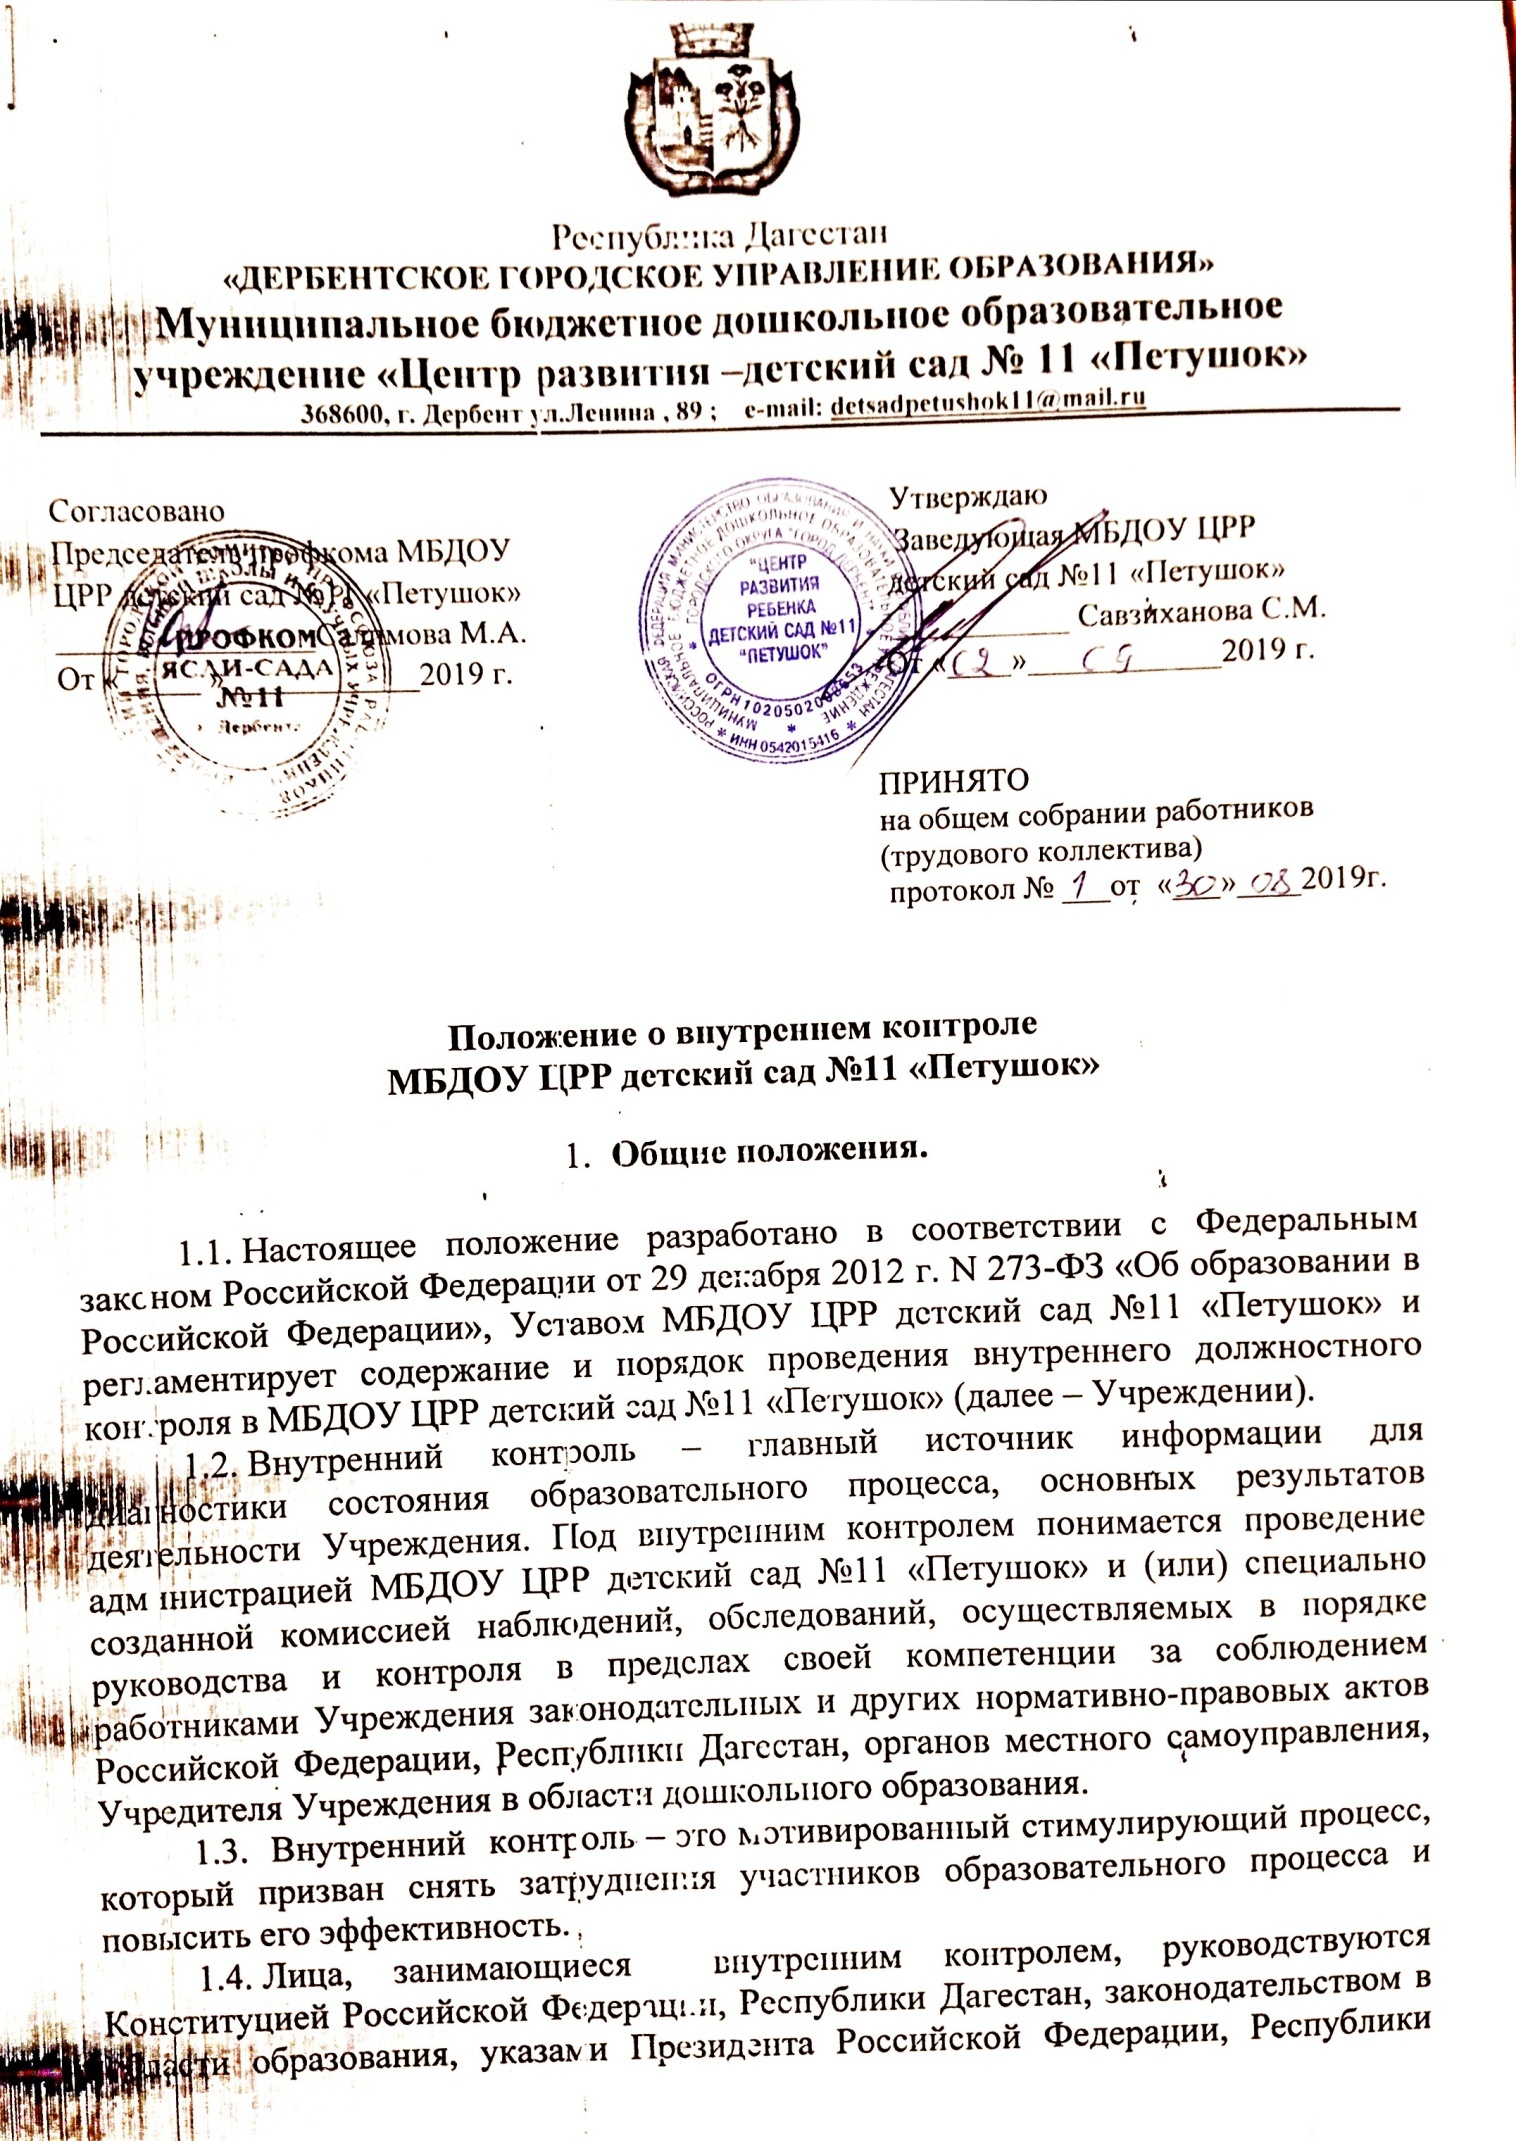 Республика Дагестан
«ДЕРБЕНТСКОЕ ГОРОДСКОЕ УПРАВЛЕНИЕ ОБРАЗОВАНИЯ»
Муниципальное бюджетное дошкольное образовательное
учреждение «Центр развития –детский сад № 11 «Петушок»
368600, г. Дербент ул.Ленина , 89 ; e-mail: detsadpetushok11@mail.ru
Согласовано
Председатель профкома МБДОУ
ЦРР детский сад №11 «Петушок»
М.А.
От « » 2019 г.
ПРОФКОМ
ЯСЛИ-САДА
№11
Дербента
"ЦЕНТР
РАЗВИТИЯ
РЕБЕНКА
ДЕТСКИЙ САД №11
"ПЕТУШОК"
ИНН 0542015416
Утверждаю
Заведующая МБДОУ ЦРР
детский сад №11 «Петушок»
Савзиханова С.М.
От «02» 09 2019 г.
ПРИНЯТО
на общем собрании работников
(трудового коллектива)
протокол № 1 от «30» 08 2019г.
Положение о внутреннем контроле
МБДОУ ЦРР детский сад №11 «Петушок»
1. Общие положения.
1.1. Настоящее положение разработано в соответствии с Федеральным
законом Российской Федерации от 29 декабря 2012 г. N 273-ФЗ «Об образовании в
Российской Федерации», Уставом МБДОУ ЦРР детский сад №11 «Петушок» и
регламентирует содержание и порядок проведения внутреннего должностного
контроля в МБДОУ ЦРР детский сад №11 «Петушок» (далее – Учреждении).
1.2. Внутренний контроль – главный источник информации для
диагностики состояния образовательного процесса, основных результатов
деятельности Учреждения. Под внутренним контролем понимается проведение
администрацией МБДОУ ЦРР детский сад №11 «Петушок» и (или) специально
созданной комиссией наблюдений, обследований, осуществляемых в порядке
руководства и контроля в пределах своей компетенции за соблюдением
работниками Учреждения законодательных и других нормативно-правовых актов
Российской Федерации, Республики Дагестан, органов местного самоуправления,
Учредителя Учреждения в области дошкольного образования.
1.3. Внутренний контроль – это мотивированный стимулирующий процесс,
который призван снять затруднения участников образовательного процесса и
повысить его эффективность.
1.4. Лица, занимающиеся внутренним контролем, руководствуются
Конституцией Российской Федерации, Республики Дагестан, законодательством в
области образования, указами Президента Российской Федерации, Республики